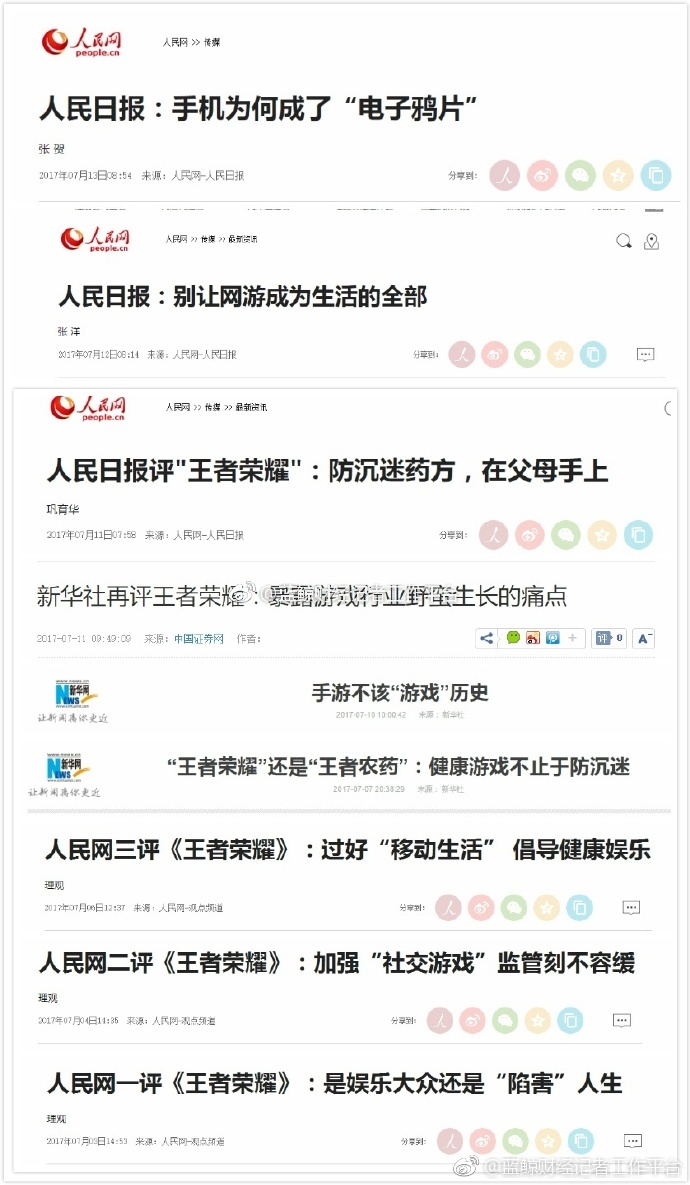 人民网
people.cn
人民网 >> 传媒
人民日报：手机为何成了“电子鸦片”
张 贺
2017年07月13日08:54 来源：人民网-人民日报
分享到：
人民网
people.cn
人民网 >> 传媒 >> 最新资讯
人民日报：别让网游成为生活的全部
张 洋
2017年07月12日08:14 来源：人民网-人民日报
分享到：
人民网
people.cn
人民网 >> 传媒 >> 最新资讯
人民日报评"王者荣耀"：防沉迷药方，在父母手上
巩育华
2017年07月11日07:58 来源：人民网-人民日报
分享到：
新华社再评王者荣耀：暴露游戏行业野蛮生长的痛点
@蓝鲸财经记者工作平台
2017-07-11 09:49:09 来源：中国证券网 作者：
评 0 A-
www.news.cn
NEWS 新华网
让新闻离你更近
手游不该“游戏”历史
2017-07-10 10:00:42 来源：新华社
www.news.cn
NEWS 新华网
让新闻离你更近
“王者荣耀”还是“王者农药”：健康游戏不止于防沉迷
2017-07-07 20:38:29 来源：新华社
人民网三评《王者荣耀》：过好“移动生活” 倡导健康娱乐
理观
2017年07月06日12:37 来源：人民网-观点频道
分享到：
人民网二评《王者荣耀》：加强“社交游戏”监管刻不容缓
理观
2017年07月04日14:35 来源：人民网-观点频道
分享到：
人民网一评《王者荣耀》：是娱乐大众还是“陷害”人生
理观
2017年07月03日14:53 来源：人民网-观点频道
分享到：
@蓝鲸财经记者工作平台